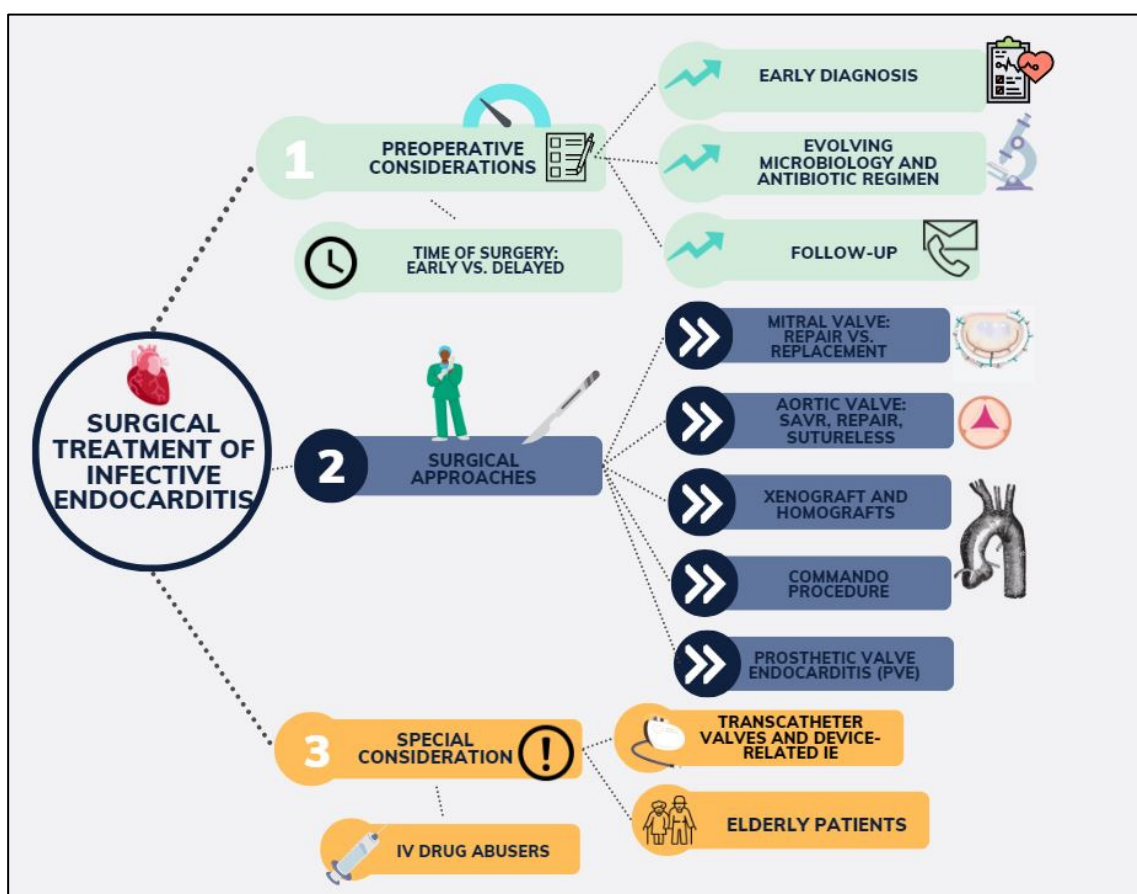 SURGICAL
TREATMENT OF
INFECTIVE
ENDOCARDITIS
1
PREOPERATIVE
CONSIDERATIONS
EARLY DIAGNOSIS
EVOLVING
MICROBIOLOGY AND
ANTIBIOTIC REGIMEN
FOLLOW-UP
TIME OF SURGERY:
EARLY VS. DELAYED
2
SURGICAL
APPROACHES
MITRAL VALVE:
REPAIR VS.
REPLACEMENT
AORTIC VALVE:
SAVR, REPAIR,
SUTURELESS
XENOGRAFT AND
HOMOGRAFTS
COMMANDO
PROCEDURE
PROSTHETIC VALVE
ENDOCARDITIS (PVE)
3
SPECIAL
CONSIDERATION
!
TRANSCATHETER
VALVES AND DEVICE-
RELATED IE
ELDERLY PATIENTS
IV DRUG ABUSERS